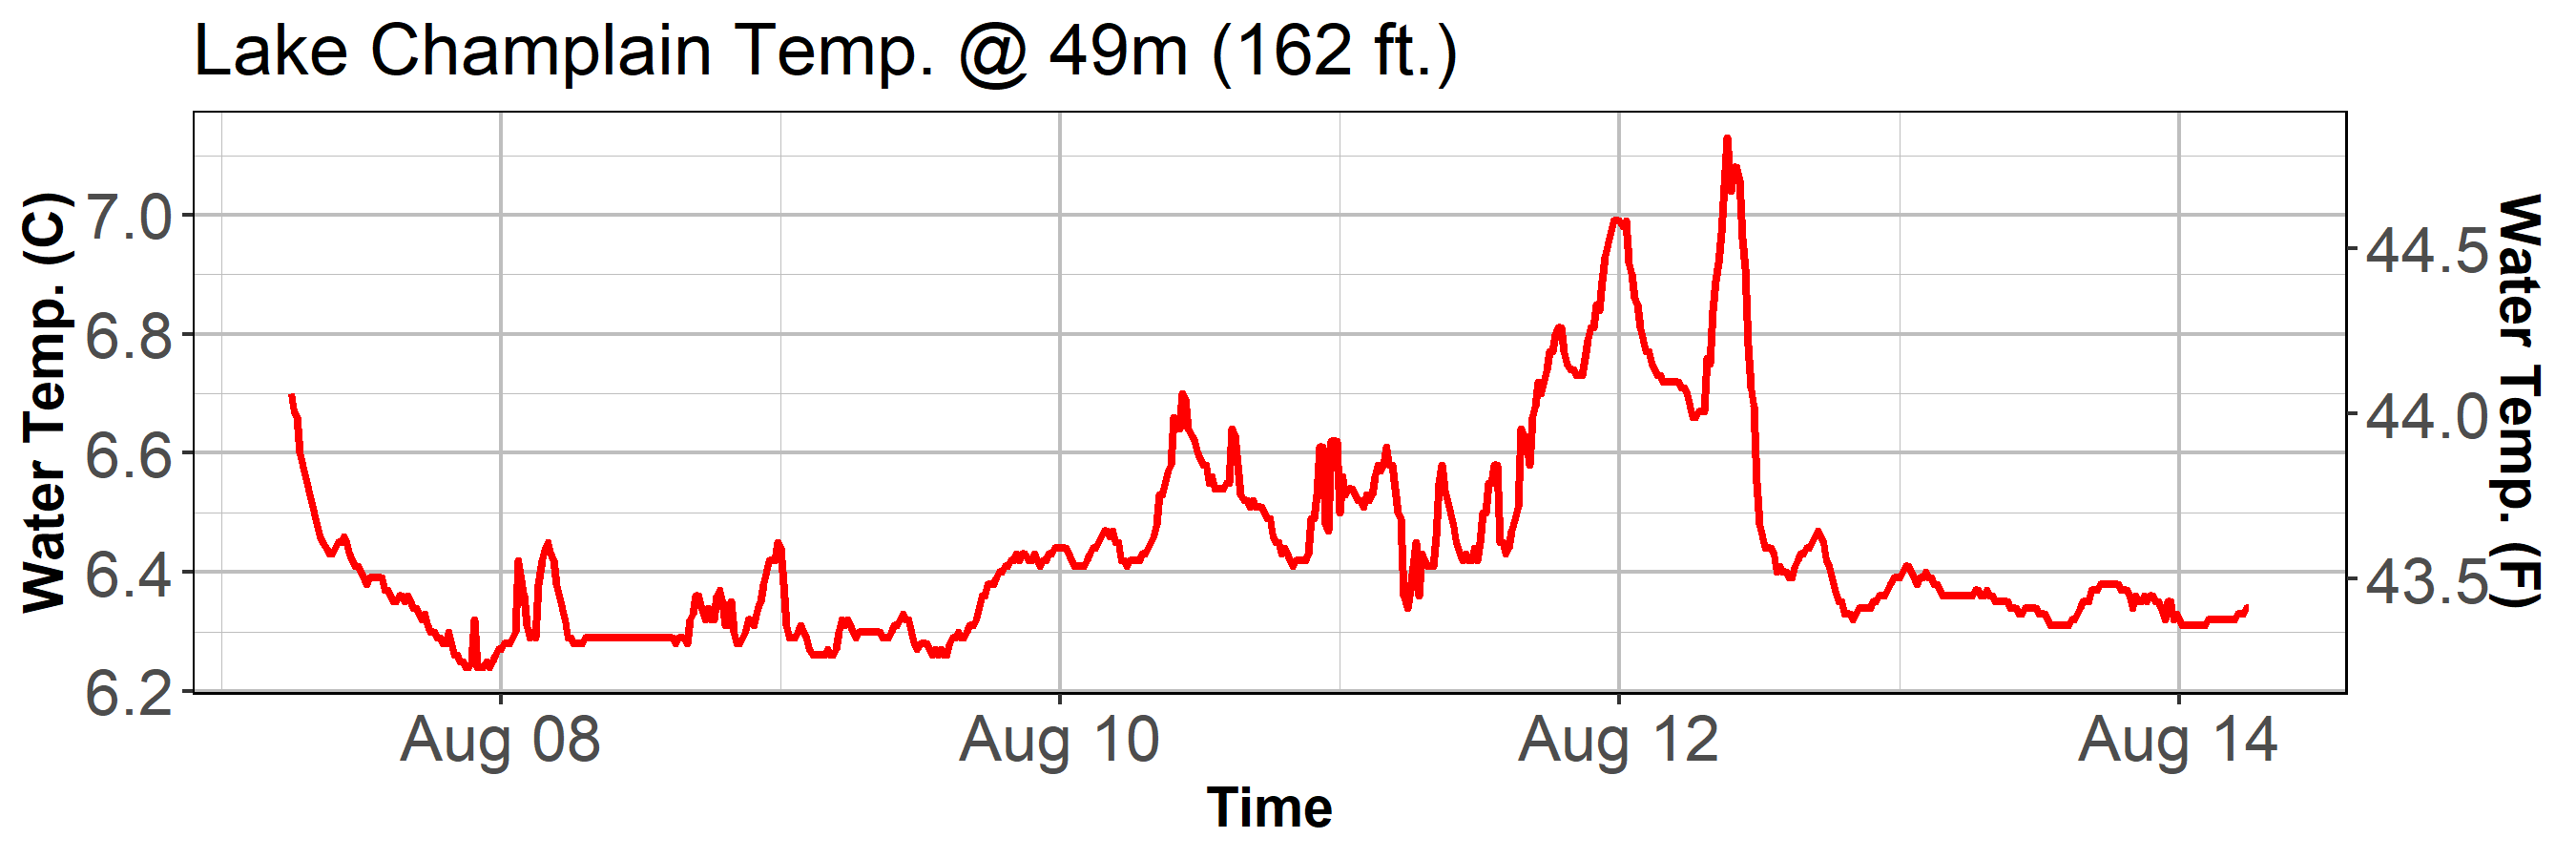 Lake Champlain Temp. @ 49m (162 ft.)
Water Temp. (C)
7.0
6.8
6.6
6.4
6.2
44.5
44.0
43.5
Water Temp. (F)
Aug 08 Aug 10 Aug 12 Aug 14
Time